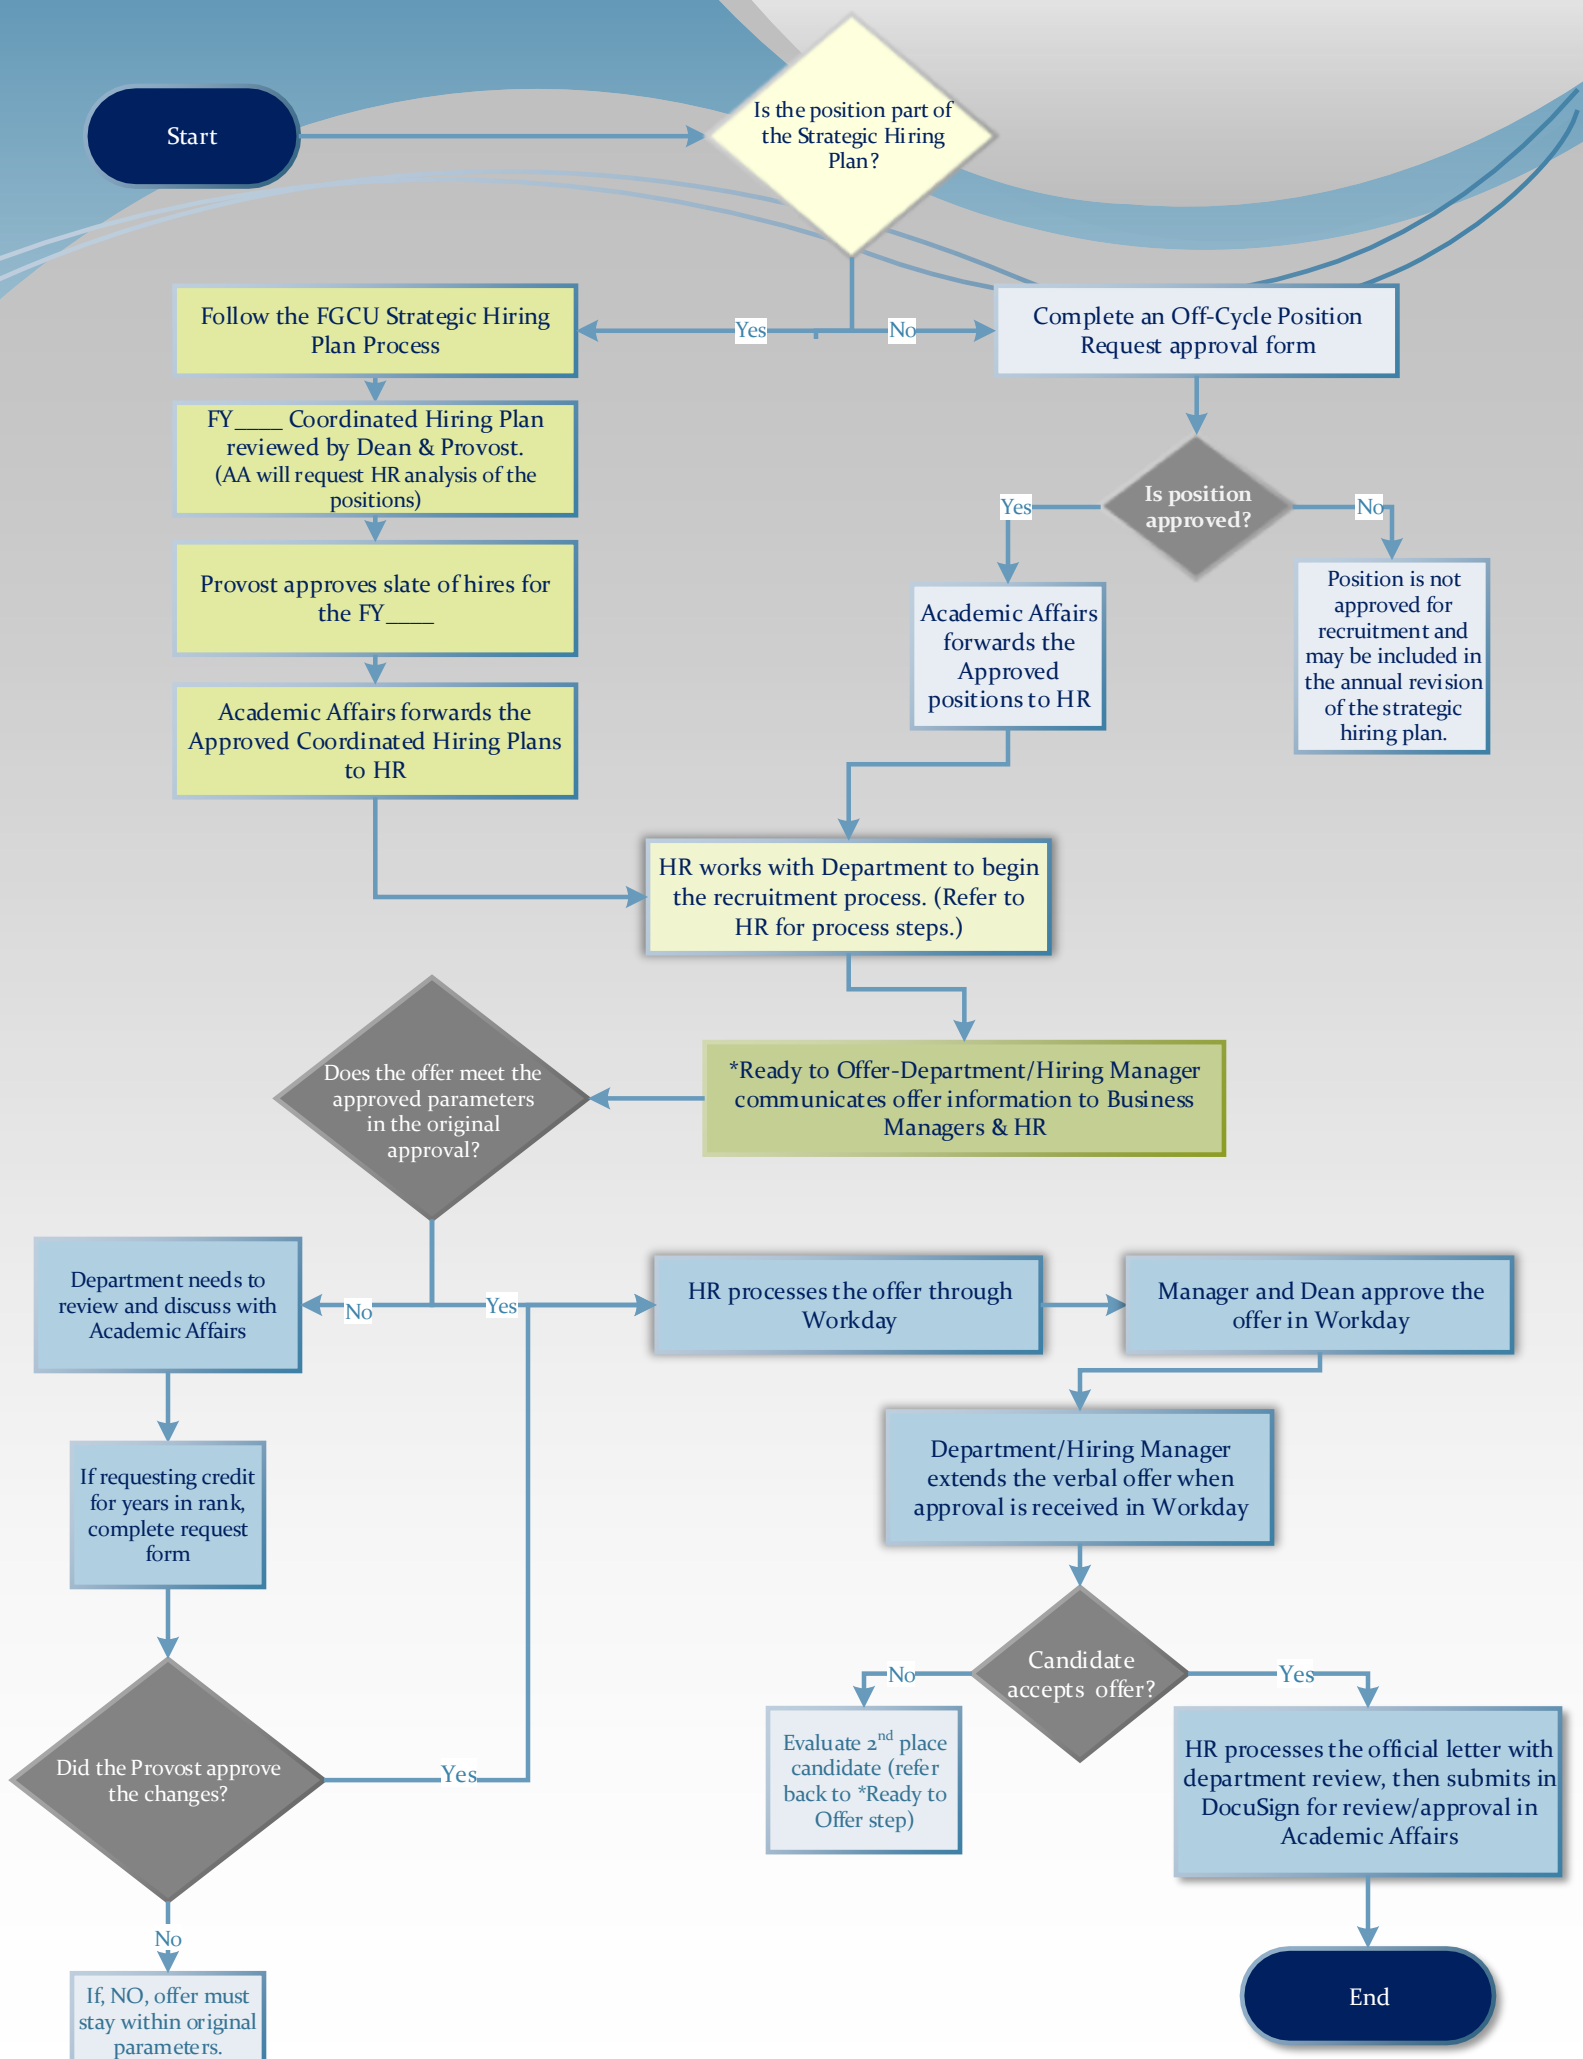 Start
Is the position part of
the Strategic Hiring
Plan?
Yes
No
Follow the FGCU Strategic Hiring
Plan Process
Complete an Off-Cycle Position
Request approval form
FY____ Coordinated Hiring Plan
reviewed by Dean & Provost.
(AA will request HR analysis of the
positions)
Is position
approved?
Yes
No
Provost approves slate of hires for
the FY____
Academic Affairs
forwards the
Approved
positions to HR
Position is not
approved for
recruitment and
may be included in
the annual revision
of the strategic
hiring plan.
Academic Affairs forwards the
Approved Coordinated Hiring Plans
to HR
HR works with Department to begin
the recruitment process. (Refer to
HR for process steps.)
*Ready to Offer-Department/Hiring Manager
communicates offer information to Business
Managers & HR
Does the offer meet the
approved parameters
in the original
approval?
No
Yes
Department needs to
review and discuss with
Academic Affairs
HR processes the offer through
Workday
Manager and Dean approve the
offer in Workday
If requesting credit
for years in rank,
complete request
form
Department/Hiring Manager
extends the verbal offer when
approval is received in Workday
Candidate
accepts offer?
No
Yes
Did the Provost approve
the changes?
Yes
Evaluate 2nd place
candidate (refer
back to *Ready to
Offer step)
HR processes the official letter with
department review, then submits in
DocuSign for review/approval in
Academic Affairs
No
If, NO, offer must
stay within original
parameters.
End